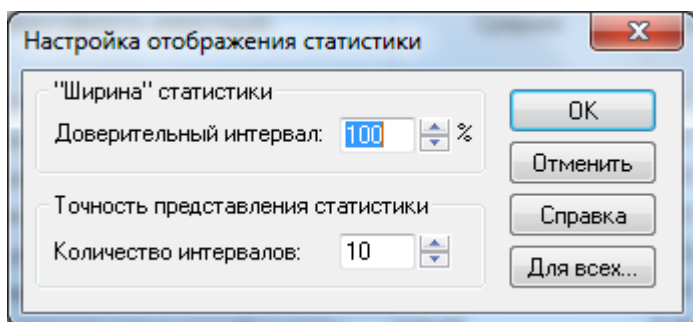 Настройка отображения статистики
"Ширина" статистики
Доверительный интервал: 100 %
Точность представления статистики
Количество интервалов: 10
OK
Отменить
Справка
Для всех...